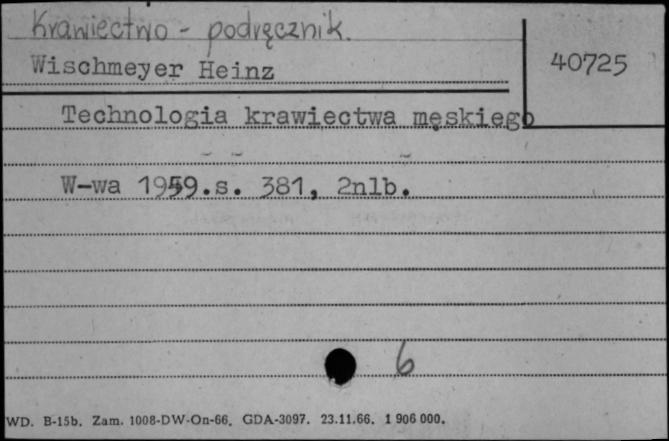 Krawiectwo - podręcznik.
Wischmeyer Heinz
40725
Technologia krawiectwa męskiego
W-wa 1959.s. 381, 2nlb.
6
WD. B-15b. Zam. 1008-DW-On-66. GDA-3097. 23.11.66. 1 906 000.